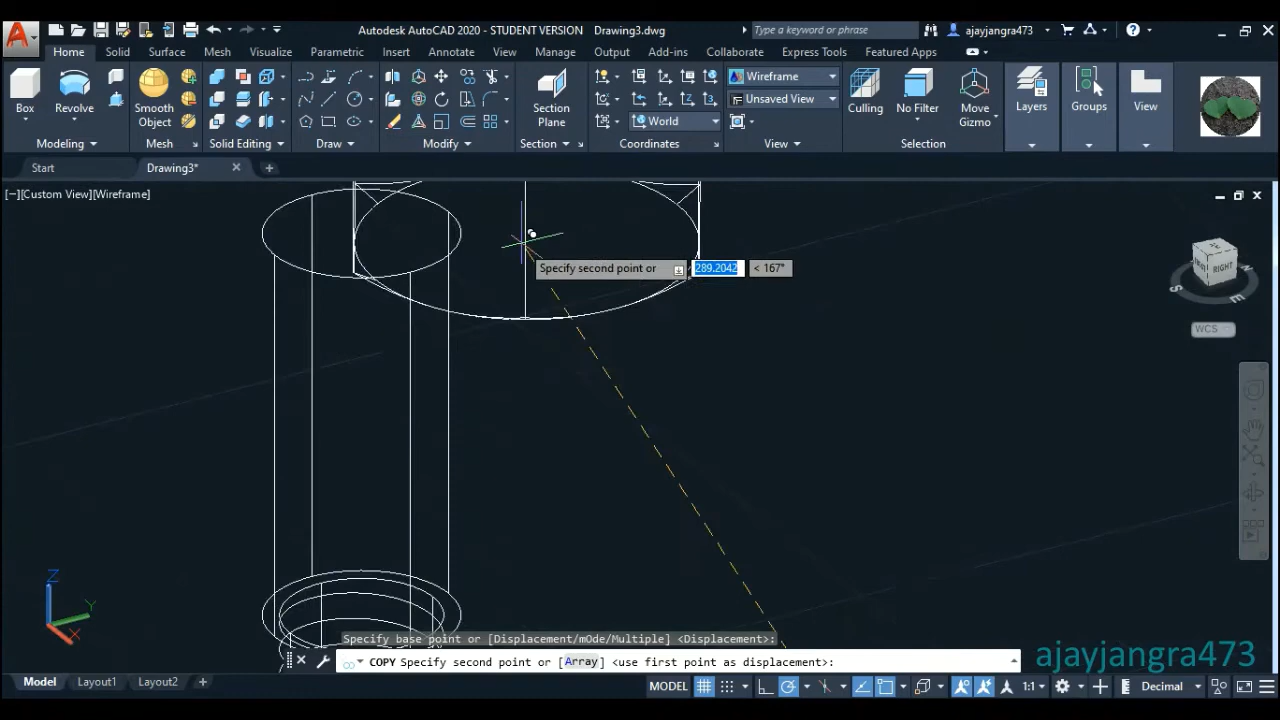 Autodesk AutoCAD 2020 - STUDENT VERSION Drawing3.dwg
Type a keyword or phrase
ajayjangra473
Home Solid Surface Mesh Visualize Parametric Insert Annotate View Manage Output Add-ins Collaborate Express Tools Featured Apps
Box
Revolve
Smooth
Object
Section
Plane
Wireframe
Unsaved View
World
Culling
No Filter
Move
Gizmo
Layers
Groups
View
Modeling
Mesh
Solid Editing
Draw
Modify
Section
Coordinates
View
Selection
Start
Drawing3*
[−][Custom View][Wireframe]
RIGHT
S
E
WCS
Specify second point or
289.2042
< 167°
Z
Y
X
Specify base point or [Displacement/mOde/Multiple] <Displacement>:
COPY Specify second point or [Array] <use first point as displacement>:
ajayjangra473
Model Layout1 Layout2
MODEL
1:1
Decimal